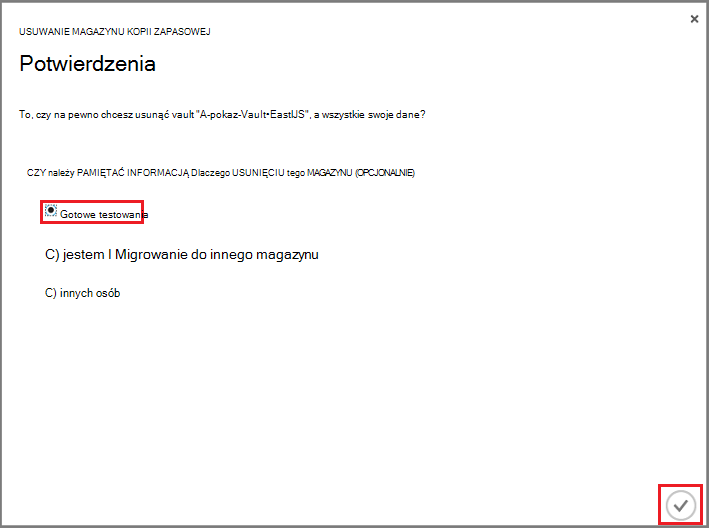 USUWANIE MAGAZYNU KOPII ZAPASOWEJ
Potwierdzenia
To, czy na pewno chcesz usunąć vault "A-pokaz-Vault•EastIJS", a wszystkie swoje dane?
CZY należy PAMIĘTAĆ INFORMACJĄ Dlaczego USUNIĘCIU tego MAGAZYNU (OPCJONALNIE)
Gotowe testowania
C) jestem I Migrowanie do innego magazynu
C) innych osób